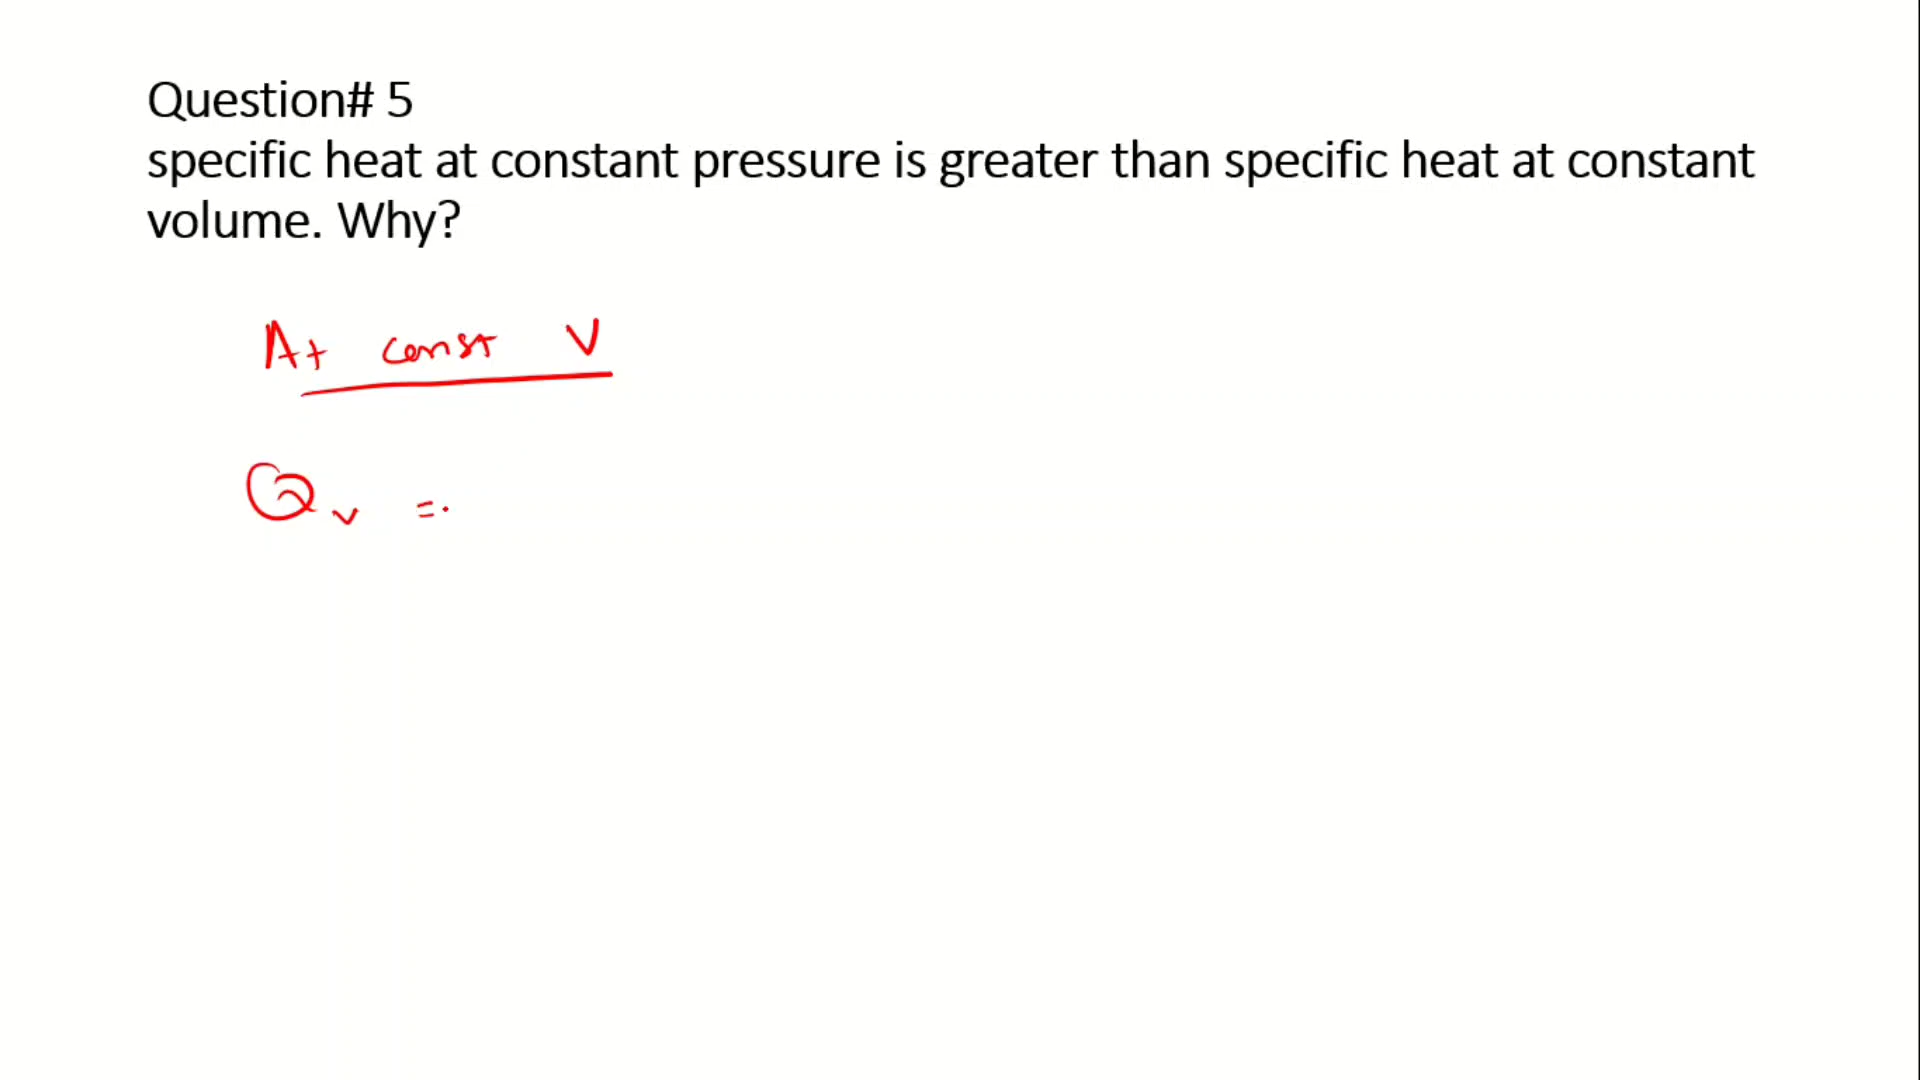 Question# 5
specific heat at constant pressure is greater than specific heat at constant
volume. Why?
At const V
Qv =